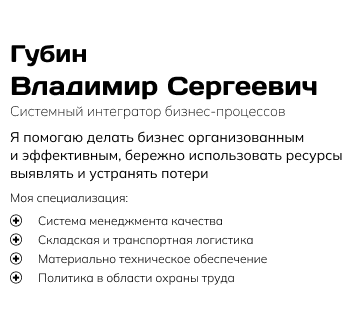 Губин
Владимир Сергеевич
Системный интегратор бизнес-процессов
Я помогаю делать бизнес организованным
и эффективным, бережно использовать ресурсы
выявлять и устранять потери
Моя специализация:
Система менеджмента качества
Складская и транспортная логистика
Материально техническое обеспечение
Политика в области охраны труда